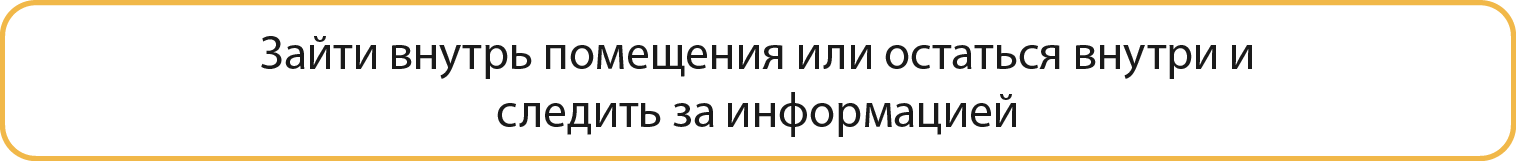 Зайти внутрь помещения или остаться внутри и
следить за информацией